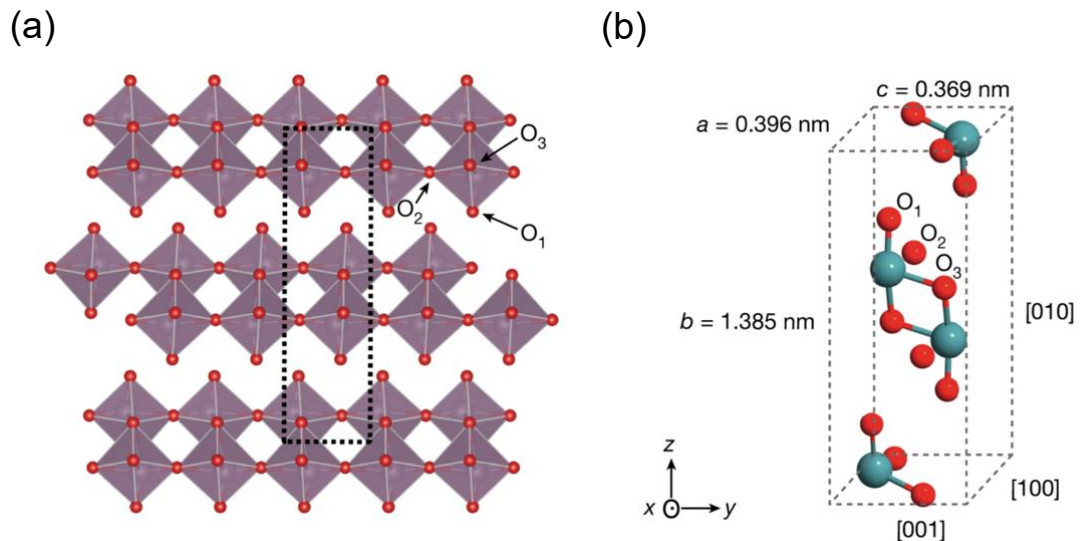 (a)
O₃
O₂
O₁
(b)
c = 0.369 nm
a = 0.396 nm
O₁
O₂
O₃
b = 1.385 nm
[010]
z
x
y
[100]
[001]